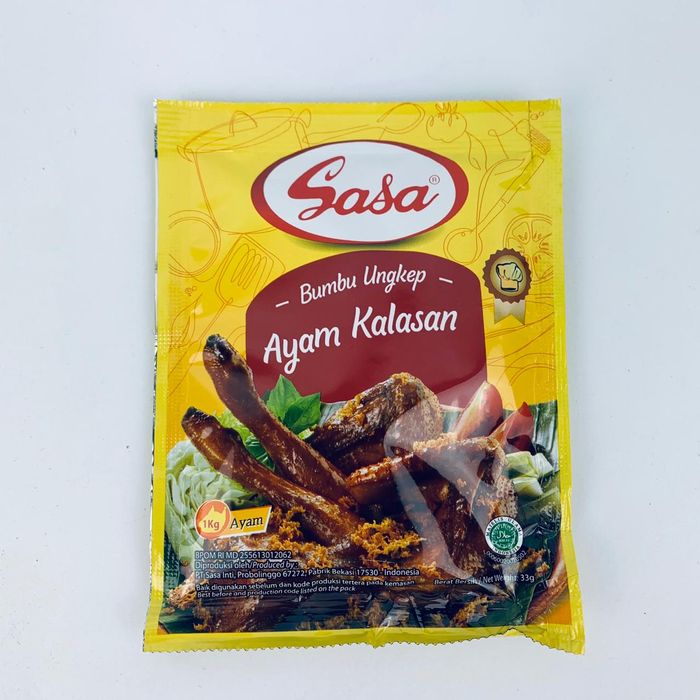 Sasa®
Bumbu Ungkep
Ayam Kalasan
1Kg Ayam
BPOM RI MD 255613012062
Diproduksi oleh/Produced by :
PT Sasa Inti, Probolinggo 67272, Pabrik Bekasi 17530 - Indonesia
Baik digunakan sebelum dan kode produksi tertera pada kemasan
Best before and production code listed on the pack
Berat Bersih/ Net Weight: 33g